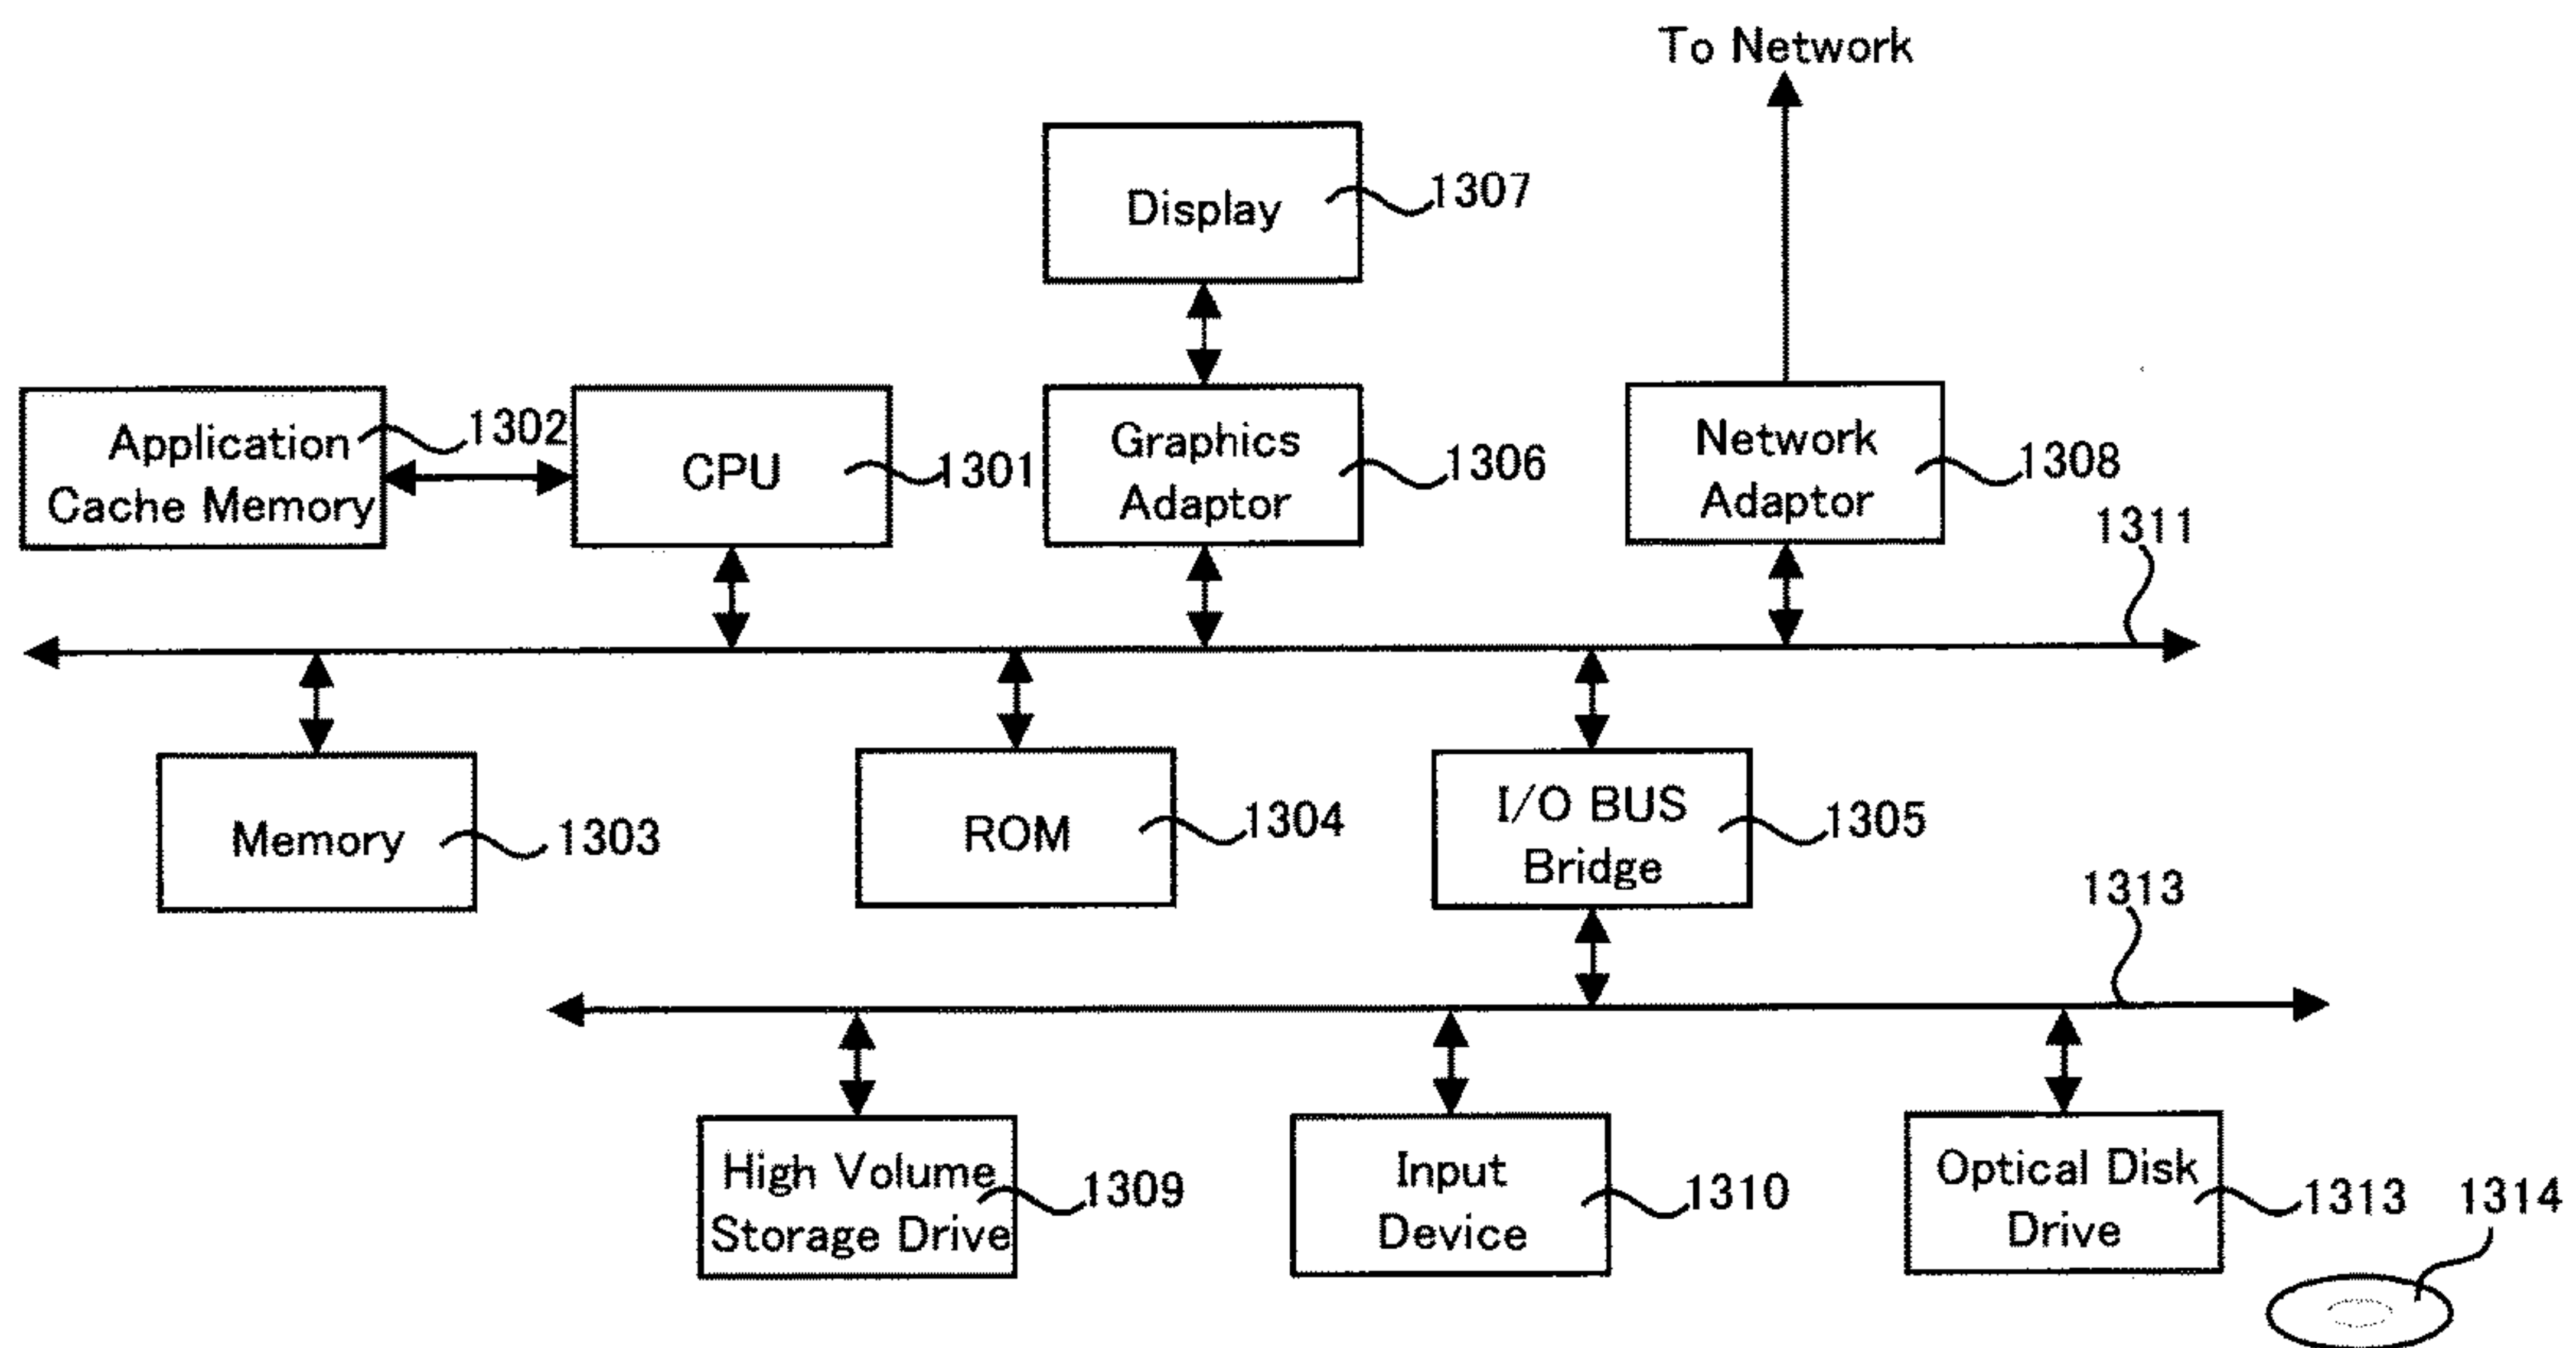 To Network
Display
1307
Application
Cache Memory
1302
CPU
1301
Graphics
Adaptor
1306
Network
Adaptor
1308
1311
Memory
1303
ROM
1304
I/O BUS
Bridge
1305
1313
High Volume
Storage Drive
1309
Input
Device
1310
Optical Disk
Drive
1313
1314